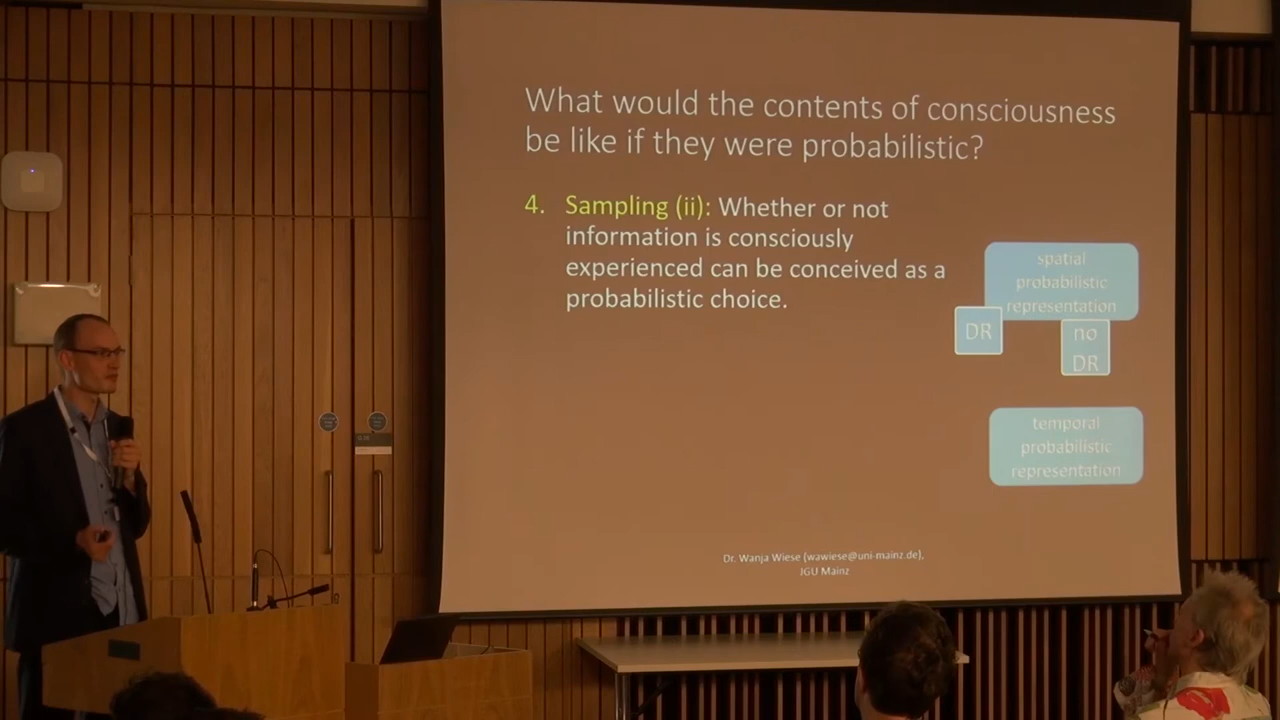 What would the contents of consciousness
be like if they were probabilistic?
4. Sampling (ii): Whether or not
information is consciously
experienced can be conceived as a
probabilistic choice.
spatial
probabilistic
representation
DR
no
DR
temporal
probabilistic
representation
Dr. Wanja Wiese (wawiese@uni-mainz.de),
JGU Mainz